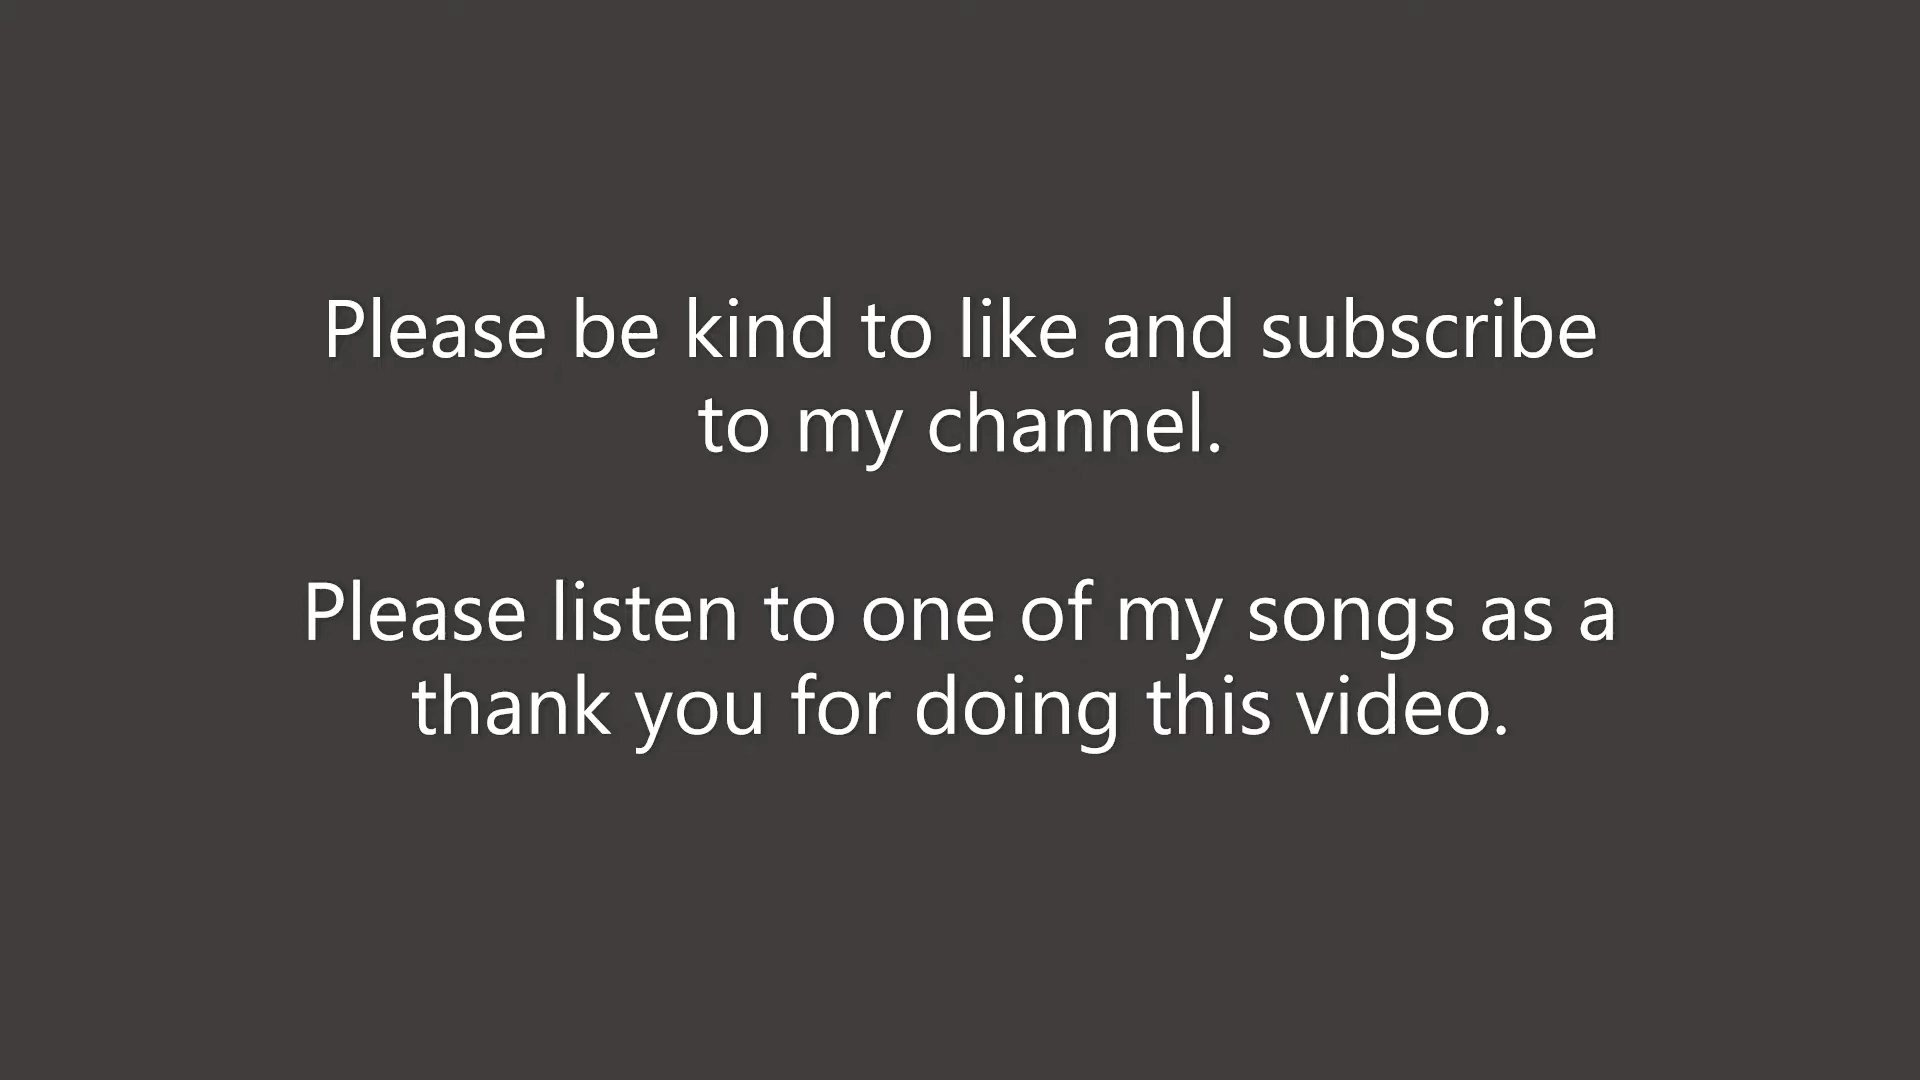 Please be kind to like and subscribe
to my channel.
Please listen to one of my songs as a
thank you for doing this video.